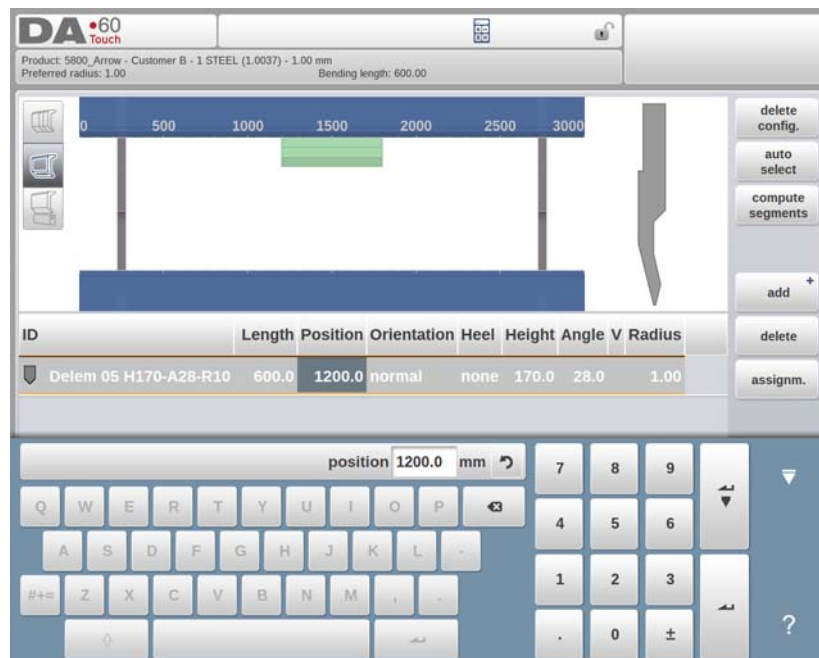 DA•60
Touch
Product: 5800_Arrow - Customer B - 1 STEEL (1.0037) - 1.00 mm
Preferred radius: 1.00 Bending length: 600.00
0 500 1000 1500 2000 2500 3000
delete
config.
auto
select
compute
segments
add +
delete
assignm.
ID Length Position Orientation Heel Height Angle V Radius
Delem 05 H170-A28-R10 600.0 1200.0 normal none 170.0 28.0 1.00
position 1200.0 mm
7 8 9
Q W E R T Y U I O P
4 5 6
A S D F G H J K L -
1 2 3
#+= Z X C V B N M , .
. 0 ±
?